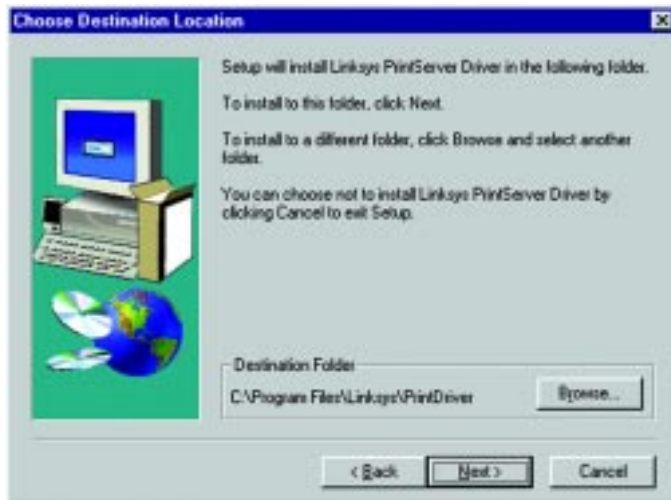 Choose Destination Location
Setup will install Linksys PrintServer Driver in the following folder.
To install to this folder, click Next.
To install to a different folder, click Browse and select another
folder.
You can choose not to install Linksys PrintServer Driver by
clicking Cancel to exit Setup.
Destination Folder
C:\Program Files\Linksys\PrintDriver
Browse...
< Back
Next >
Cancel